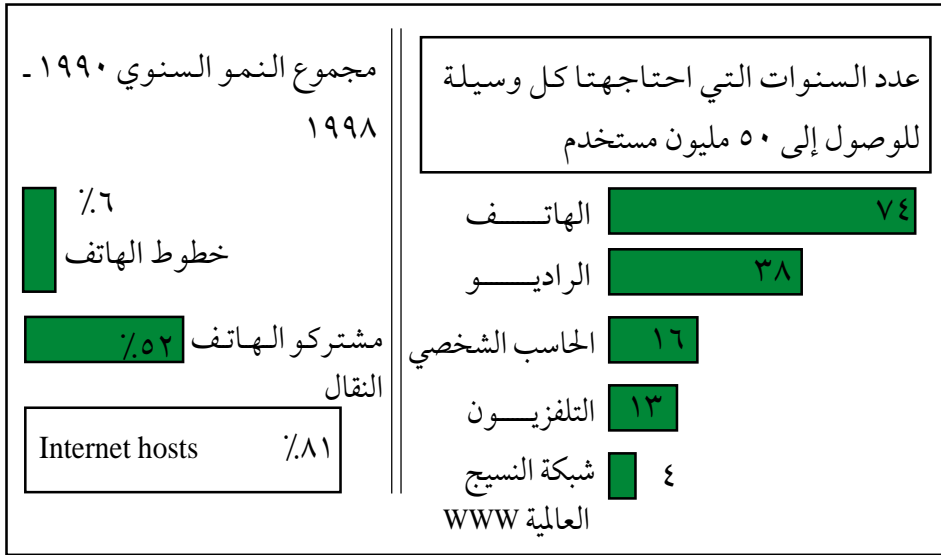 عدد السنوات التي احتاجهتا كل وسيلة
للوصول إلى ٥٠ مليون مستخدم
الهاتـــــف ٧٤
الراديـــــو ٣٨
الحاسب الشخصي ١٦
التلفزيـــــون ١٣
شبكة النسيج ٤
العالمية WWW
مجموع النمو السنوي ١٩٩٠ -
١٩٩٨
٦٪
خطوط الهاتف
مشتركو الهاتف ٥٢٪
النقال
Internet hosts ٨١٪